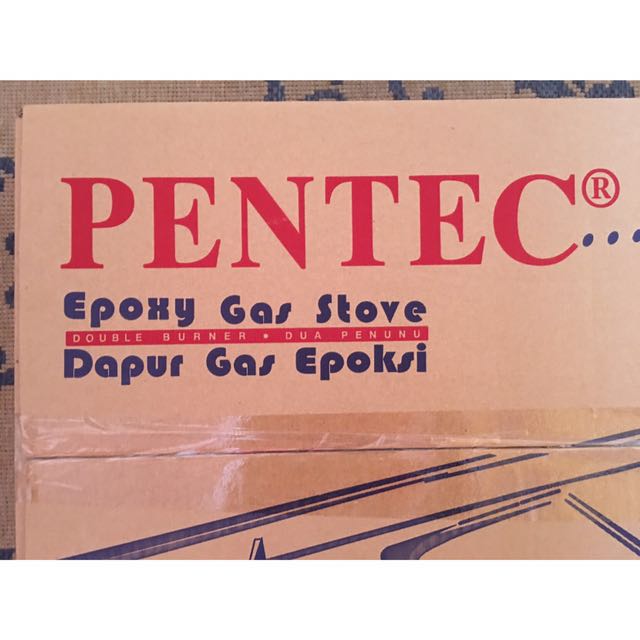 PENTEC®...
Epoxy Gas Stove
DOUBLE BURNER • DUA PENUNU
Dapur Gas Epoksi